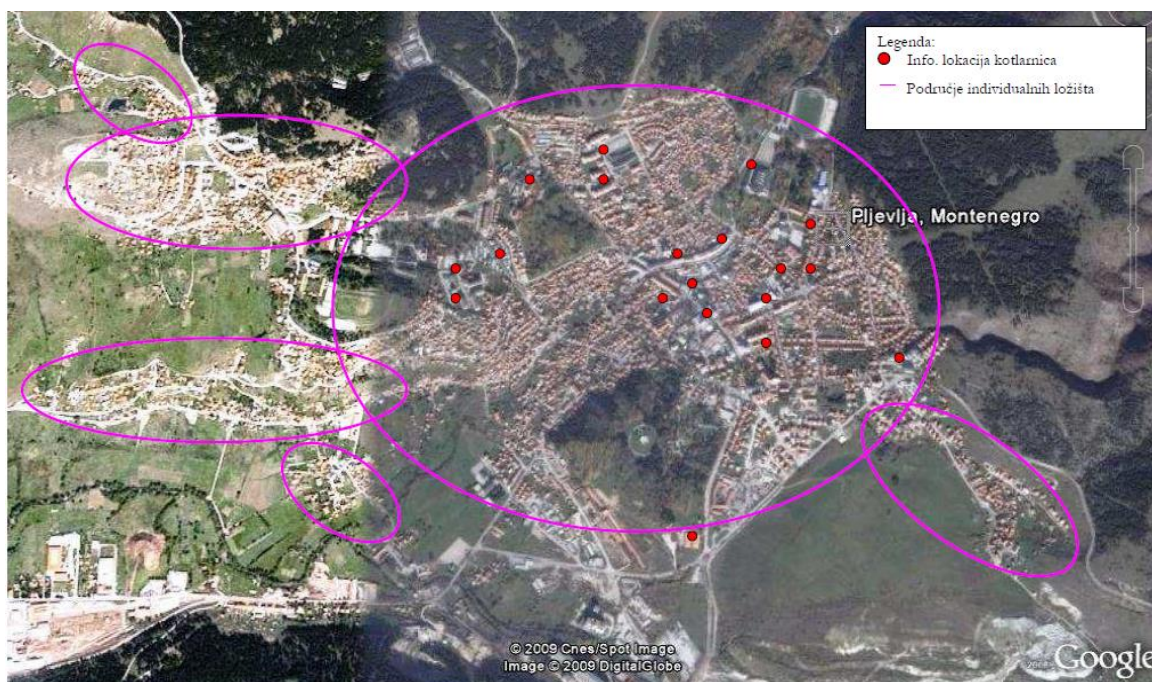 Legenda:
Info. lokacija kotlarnica
Područje individualnih ložišta
Pljevlja, Montenegro
© 2009 Cnes/Spot Image
Image © 2009 DigitalGlobe
Google